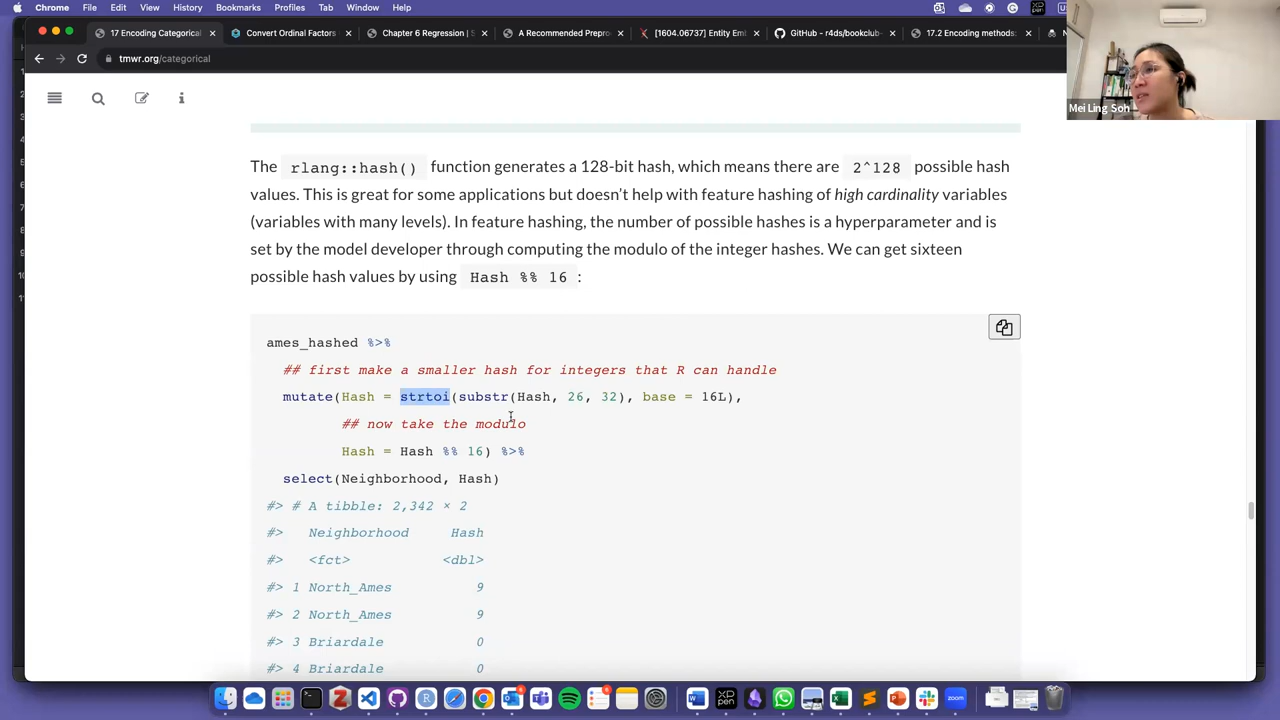 Chrome File Edit View History Bookmarks Profiles Tab Window Help
17 Encoding Categorical
Convert Ordinal Factors
Chapter 6 Regression | S
A Recommended Prepro
[1604.06737] Entity Em
GitHub - r4ds/bookclub-
17.2 Encoding methods:
tmwr.org/categorical
Mei Ling Soh
The rlang::hash() function generates a 128-bit hash, which means there are 2^128 possible hash
values. This is great for some applications but doesn't help with feature hashing of high cardinality variables
(variables with many levels). In feature hashing, the number of possible hashes is a hyperparameter and is
set by the model developer through computing the modulo of the integer hashes. We can get sixteen
possible hash values by using Hash %% 16 :
ames_hashed %>%
## first make a smaller hash for integers that R can handle
mutate(Hash = strtoi(substr(Hash, 26, 32), base = 16L),
## now take the modulo
Hash = Hash %% 16) %>%
select(Neighborhood, Hash)
#> # A tibble: 2,342 × 2
#> Neighborhood Hash
#> <fct> <dbl>
#> 1 North_Ames 9
#> 2 North_Ames 9
#> 3 Briardale 0
#> 4 Briardale 0
zoom